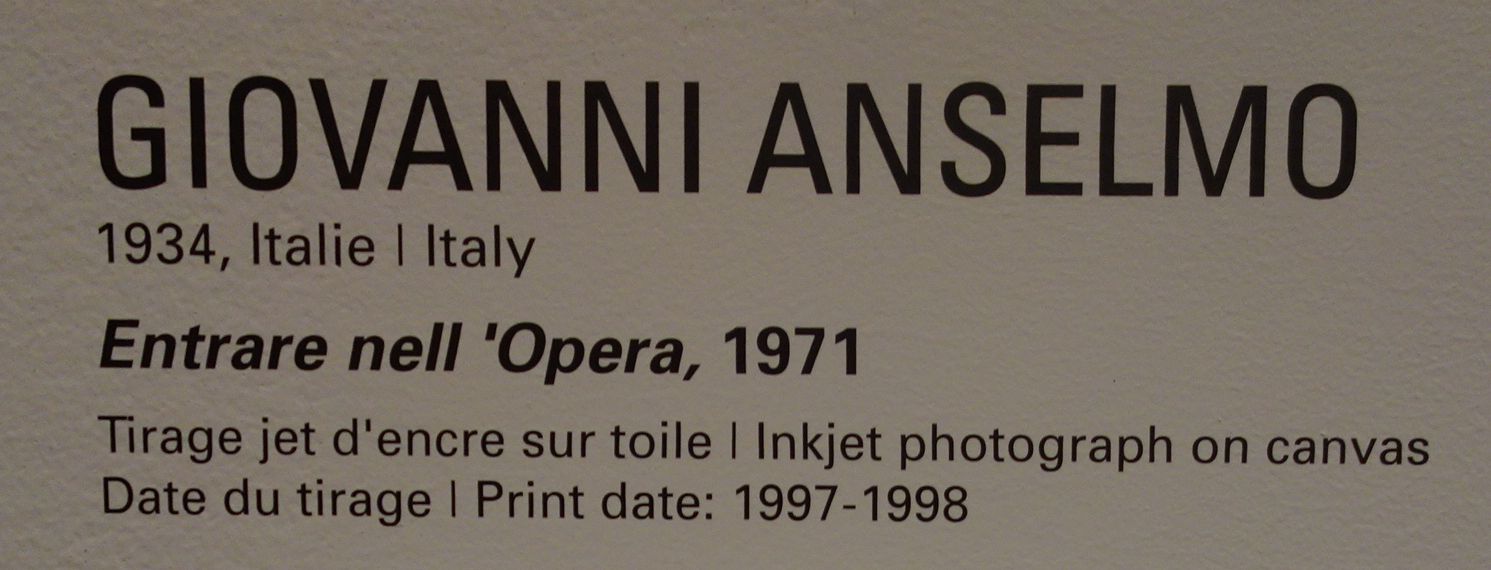 GIOVANNI ANSELMO
1934, Italie | Italy
Entrare nell 'Opera, 1971
Tirage jet d'encre sur toile | Inkjet photograph on canvas
Date du tirage | Print date: 1997-1998